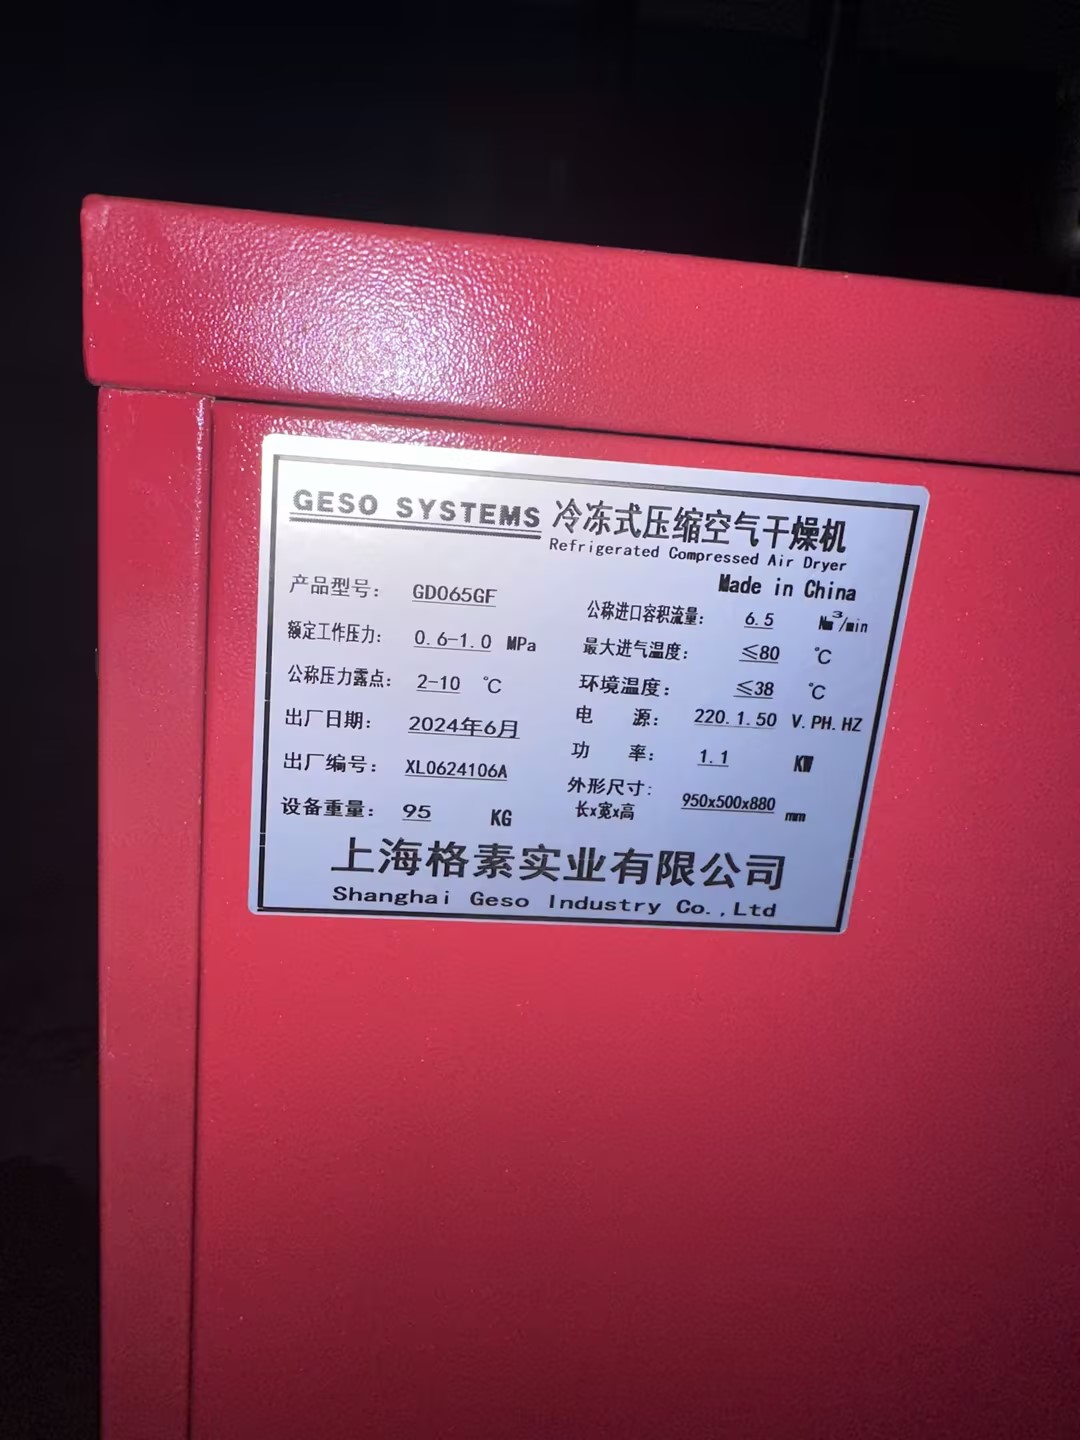 GESO SYSTEMS 冷冻式压缩空气干燥机
Refrigerated Compressed Air Dryer
Made in China
产品型号： GD065GF
公称进口容积流量： 6.5 Nm³/min
额定工作压力： 0.6-1.0 MPa
最大进气温度： ≤80 ℃
公称压力露点： 2-10 ℃
环境温度： ≤38 ℃
出厂日期： 2024年6月
电 源： 220.1.50 V.PH.HZ
出厂编号： XL0624106A
功 率： 1.1 KW
设备重量： 95 KG
外形尺寸：
长x宽x高 950x500x880 mm
上海格素实业有限公司
Shanghai Geso Industry Co.,Ltd